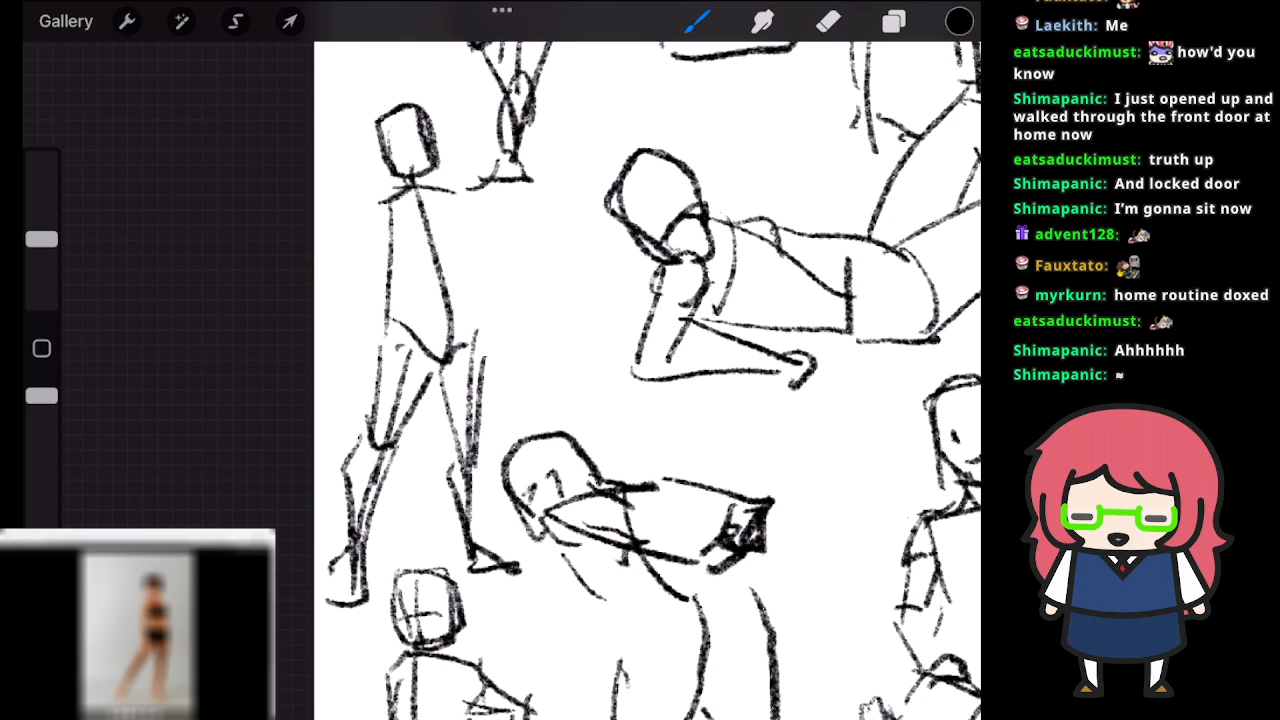 Gallery
Laekith: Me
eatsaduckimust: how'd you
know
Shimapanic: I just opened up and
walked through the front door at
home now
eatsaduckimust: truth up
Shimapanic: And locked door
Shimapanic: I'm gonna sit now
advent128:
Fauxtato:
myrkurn: home routine doxed
eatsaduckimust:
Shimapanic: Ahhhhhh
Shimapanic: ≈